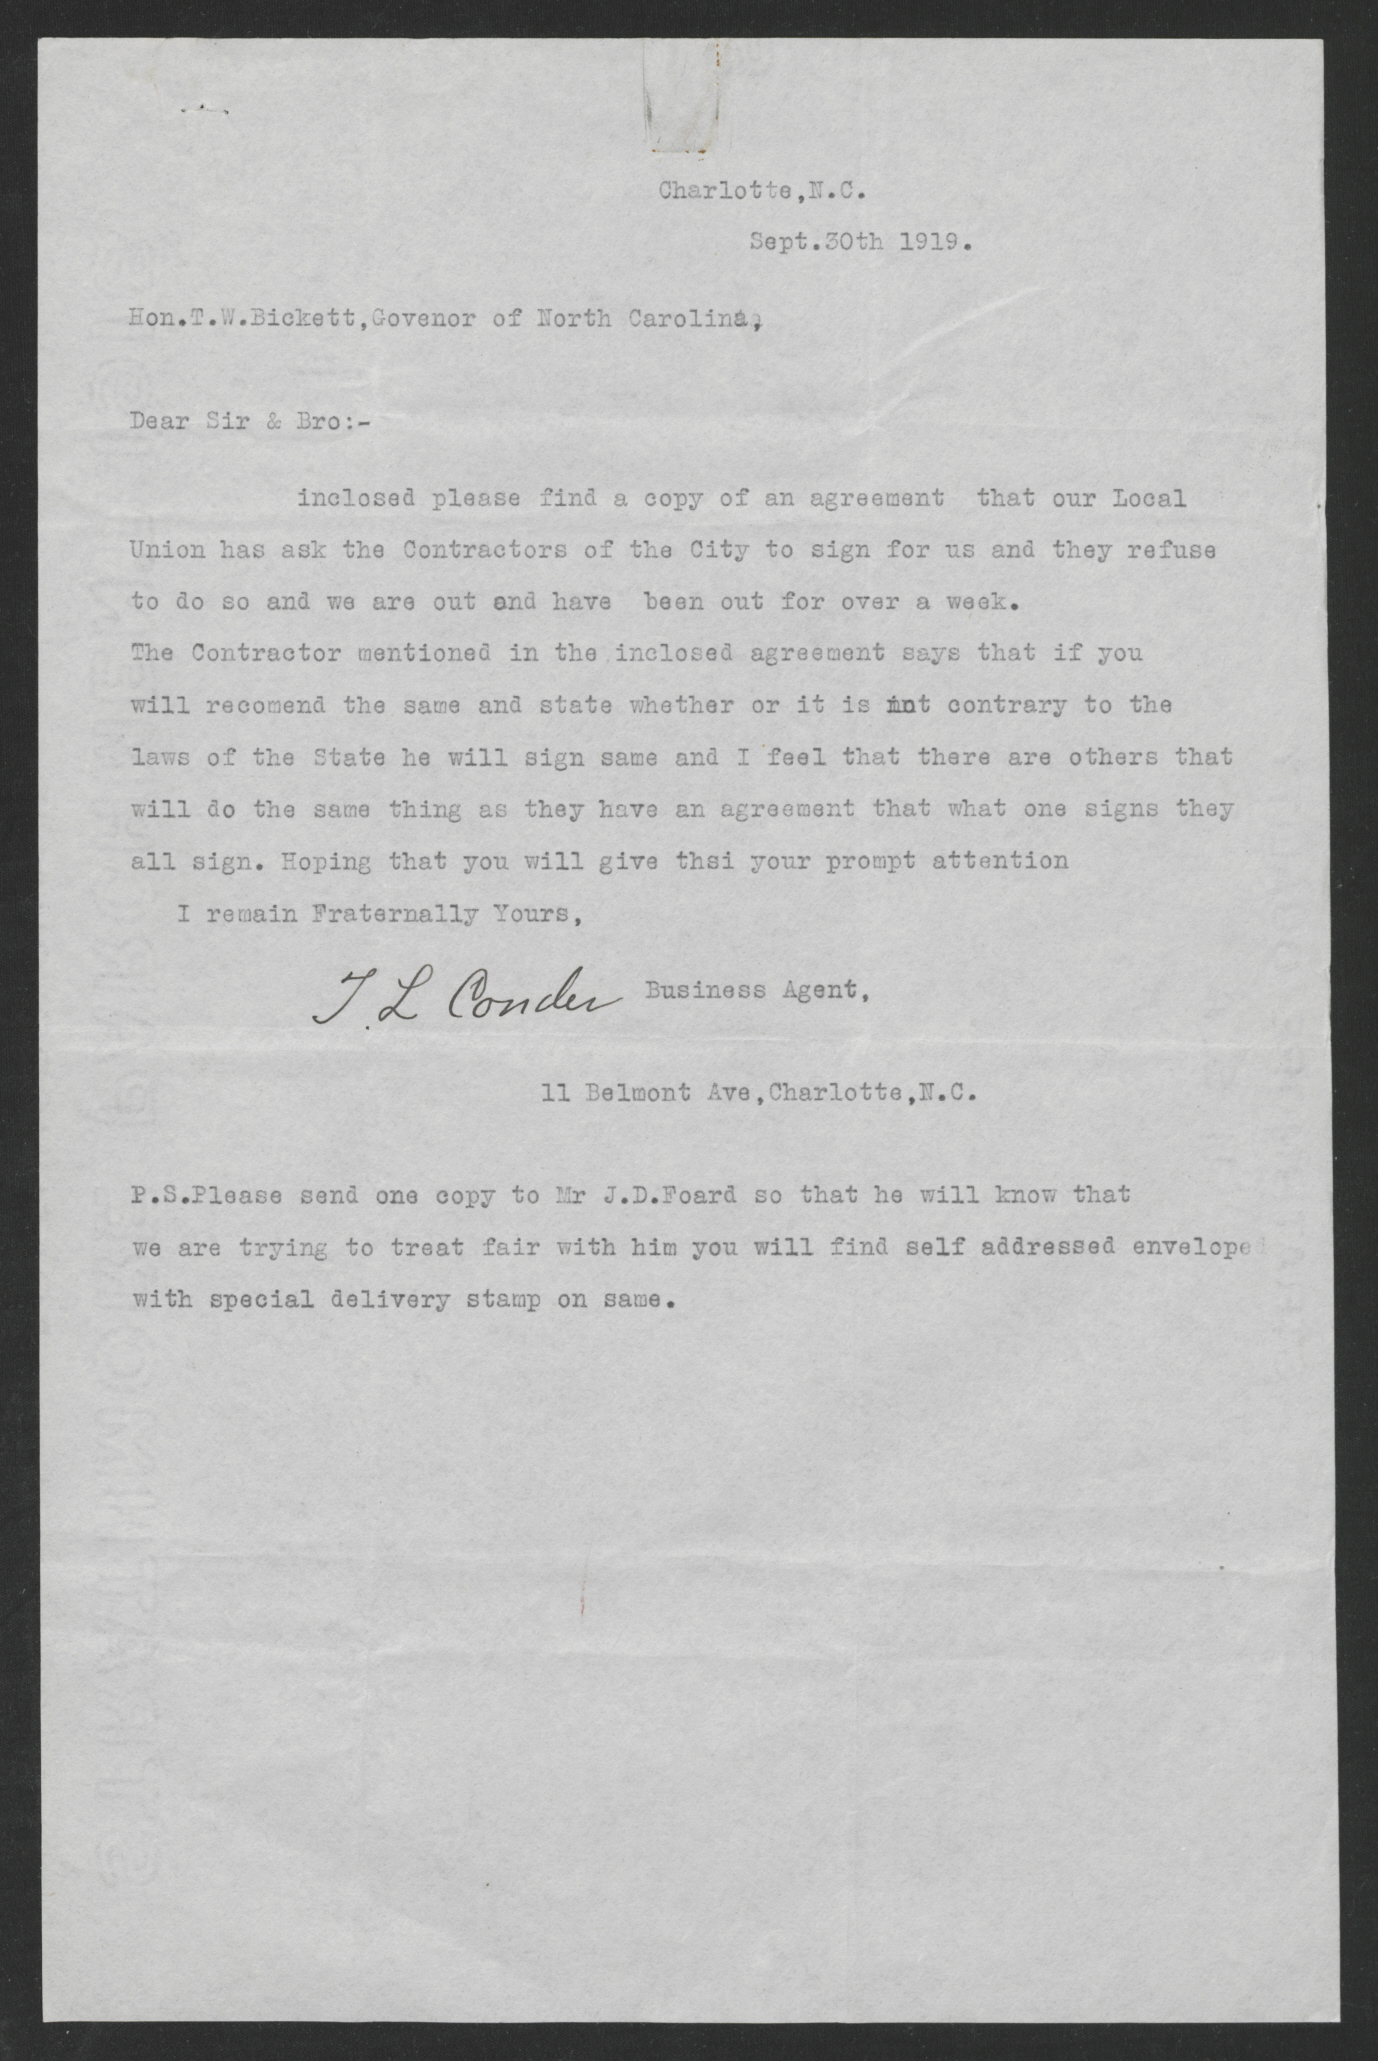 Charlotte,N.C.
Sept.30th 1919.
Hon.T.W.Bickett,Govenor of North Carolina,
Dear Sir & Bro:-
inclosed please find a copy of an agreement that our Local
Union has ask the Contractors of the City to sign for us and they refuse
to do so and we are out and have been out for over a week.
The Contractor mentioned in the inclosed agreement says that if you
will recomend the same and state whether or it is not contrary to the
laws of the State he will sign same and I feel that there are others that
will do the same thing as they have an agreement that what one signs they
all sign. Hoping that you will give thsi your prompt attention
I remain Fraternally Yours,
T. L Conder Business Agent,
11 Belmont Ave,Charlotte,N.C.
P.S.Please send one copy to Mr J.D.Foard so that he will know that
we are trying to treat fair with him you will find self addressed enveloped
with special delivery stamp on same.